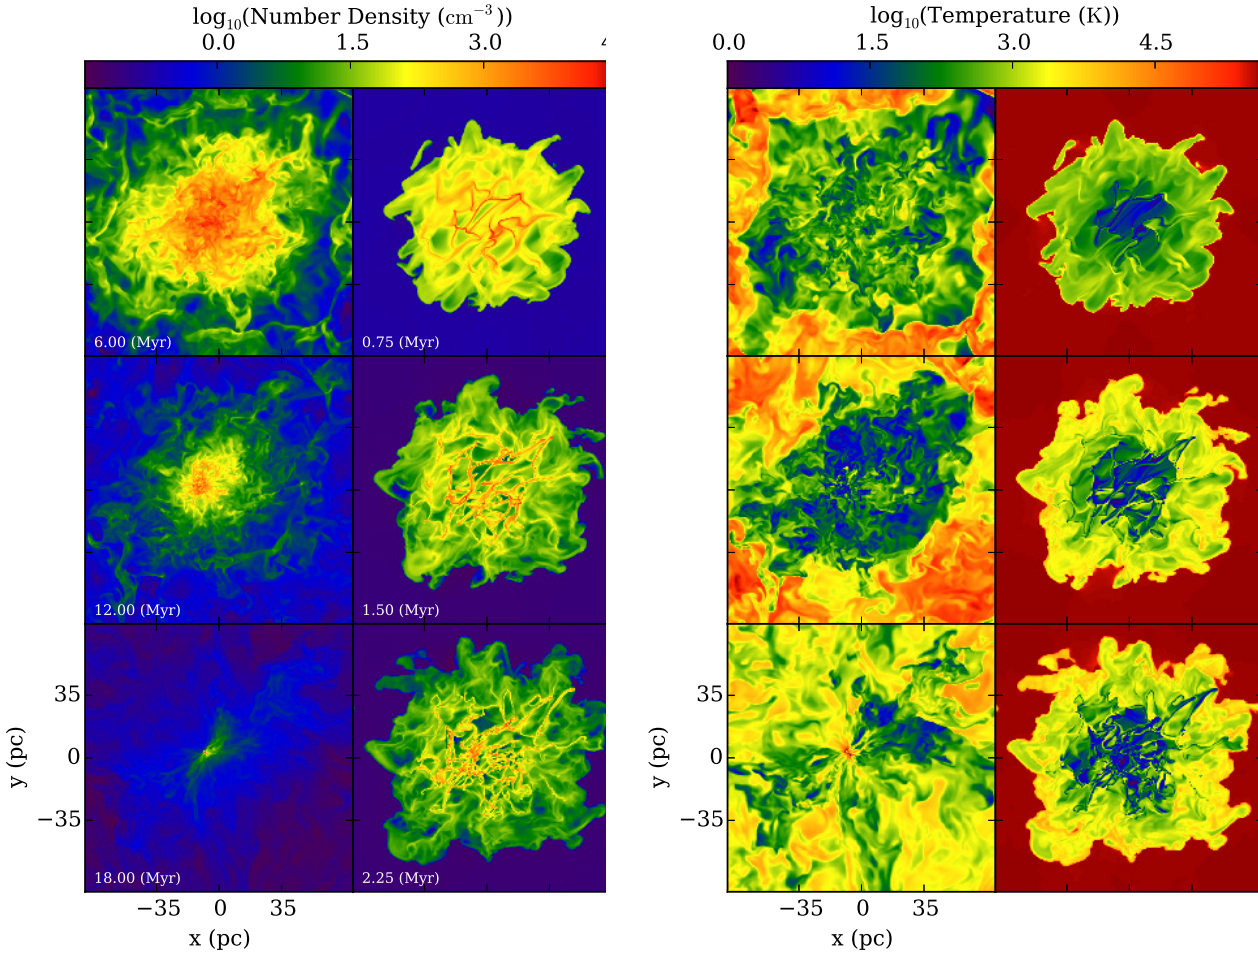 log₁₀(Number Density (cm⁻³))
0.0 1.5 3.0
log₁₀(Temperature (K))
0.0 1.5 3.0 4.5
6.00 (Myr)
0.75 (Myr)
12.00 (Myr)
1.50 (Myr)
35
0
−35
y (pc)
18.00 (Myr)
2.25 (Myr)
−35 0 35
x (pc)
35
0
−35
y (pc)
−35 0 35
x (pc)